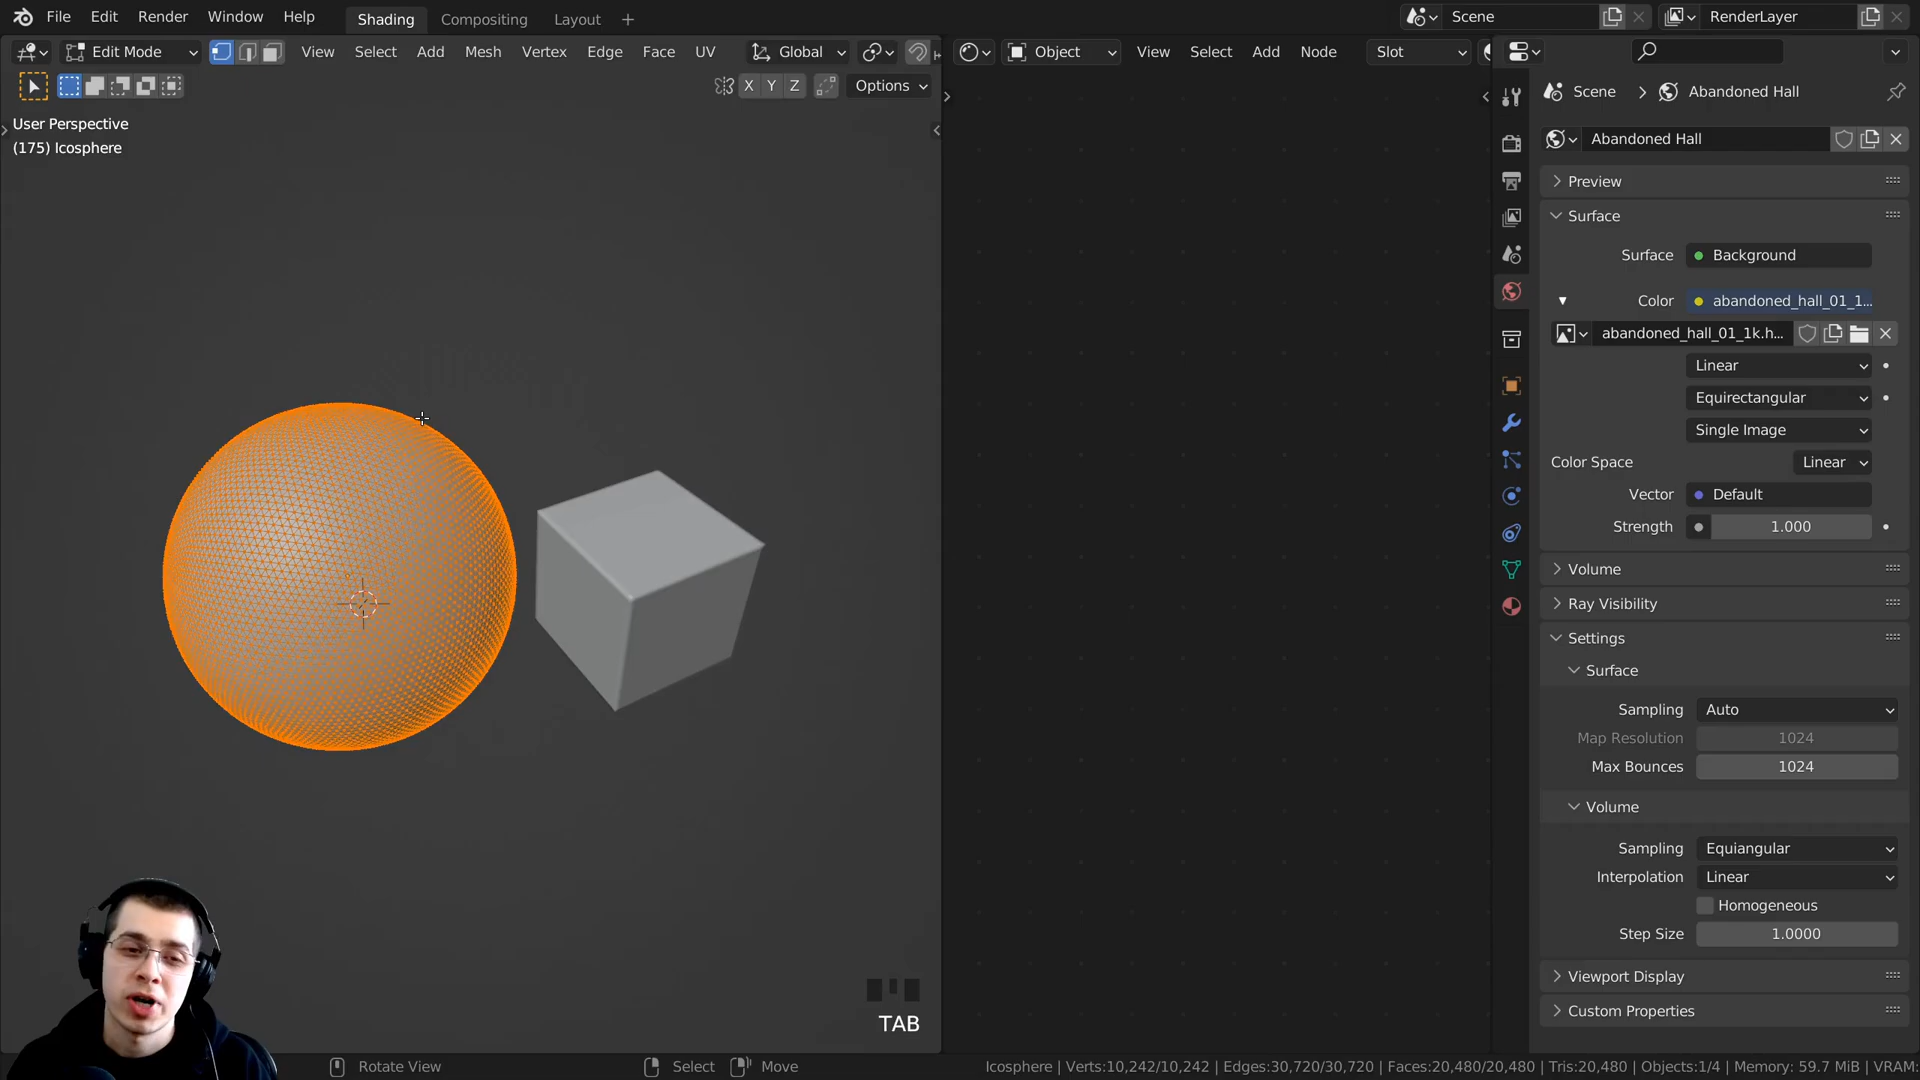 File Edit Render Window Help Shading Compositing Layout + Scene RenderLayer
Edit Mode View Select Add Mesh Vertex Edge Face UV Global Object View Select Add Node Slot
X Y Z Options
User Perspective
(175) Icosphere
Scene > Abandoned Hall
Abandoned Hall
Preview
Surface
Surface Background
Color abandoned_hall_01_1...
abandoned_hall_01_1k.h...
Linear
Equirectangular
Single Image
Color Space Linear
Vector Default
Strength 1.000
Volume
Ray Visibility
Settings
Surface
Sampling Auto
Map Resolution 1024
Max Bounces 1024
Volume
Sampling Equiangular
Interpolation Linear
Homogeneous
Step Size 1.0000
Viewport Display
Custom Properties
TAB
Rotate View Select Move Icosphere | Verts:10,242/10,242 | Edges:30,720/30,720 | Faces:20,480/20,480 | Tris:20,480 | Objects:1/4 | Memory: 59.7 MiB | VRAM: